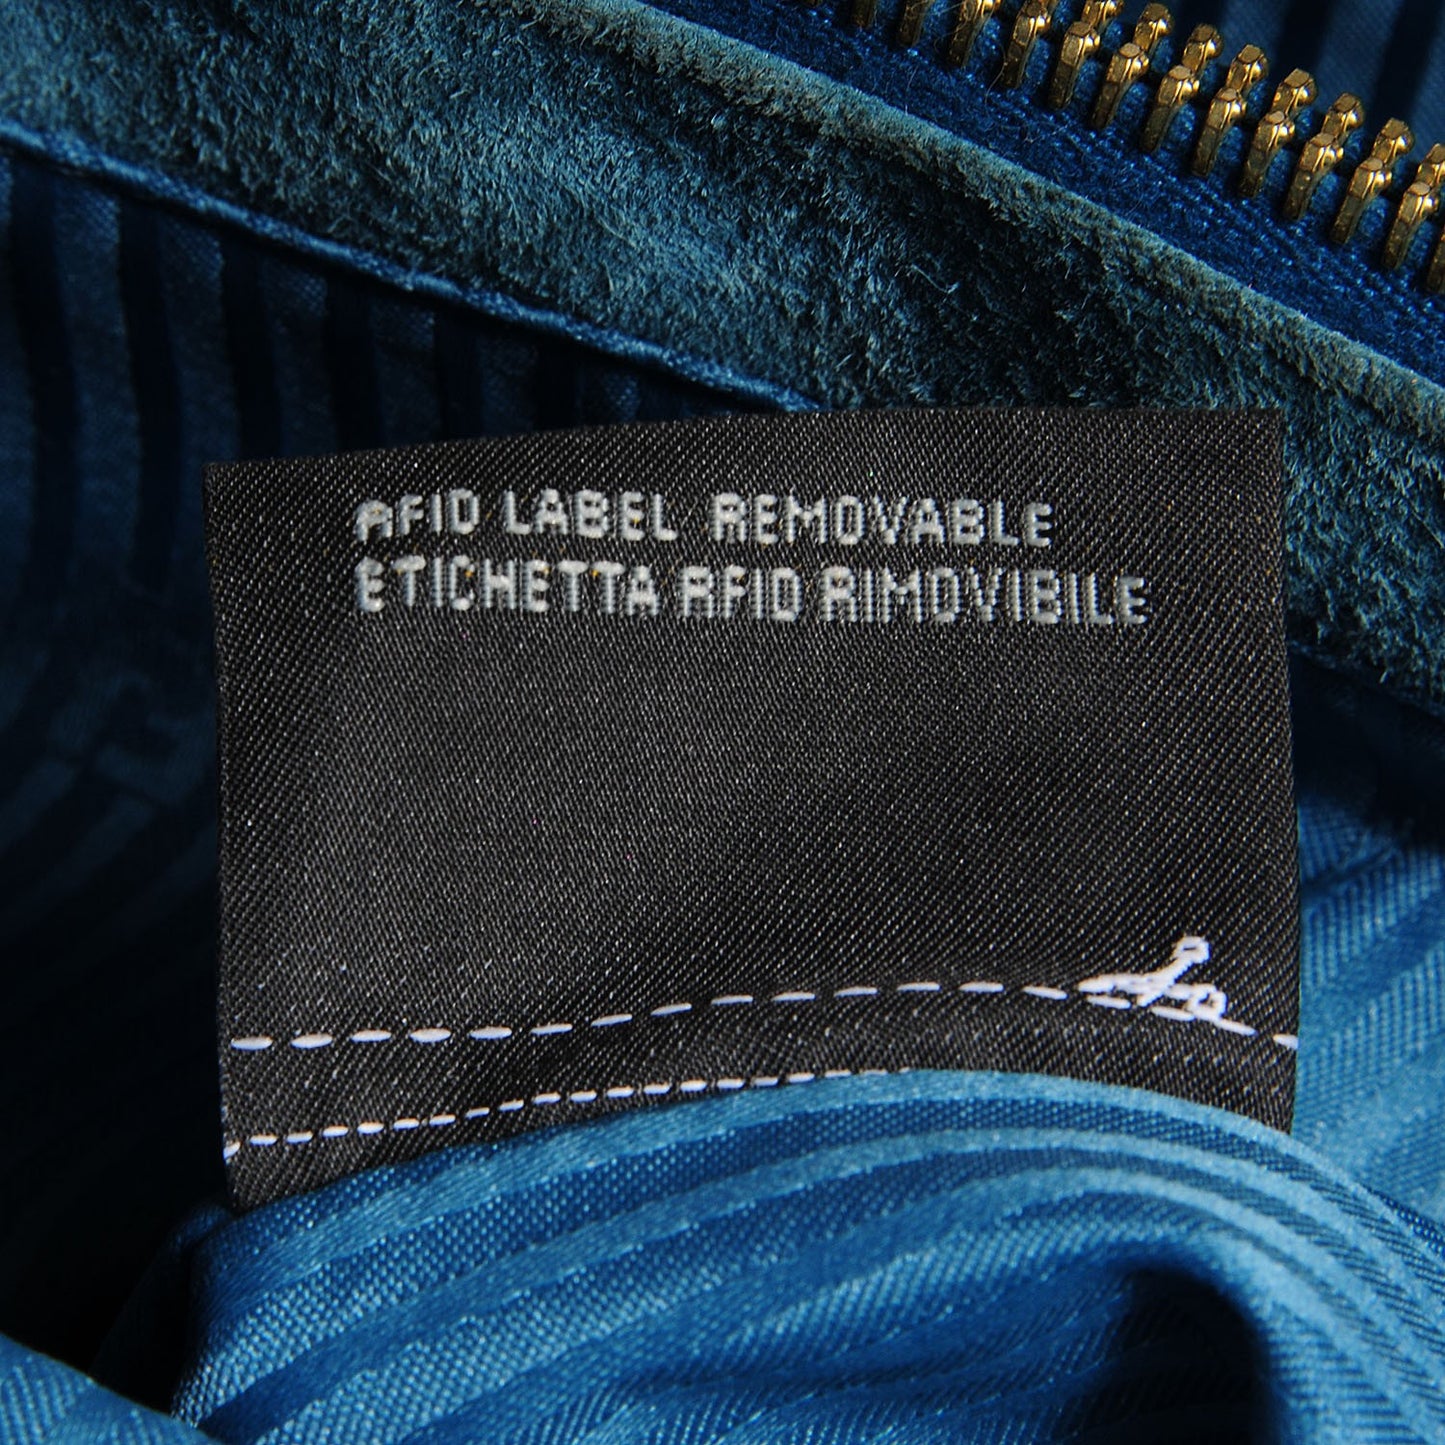 RFID LABEL REMOVABLE
ETICHETTA RFID RIMOVIBILE